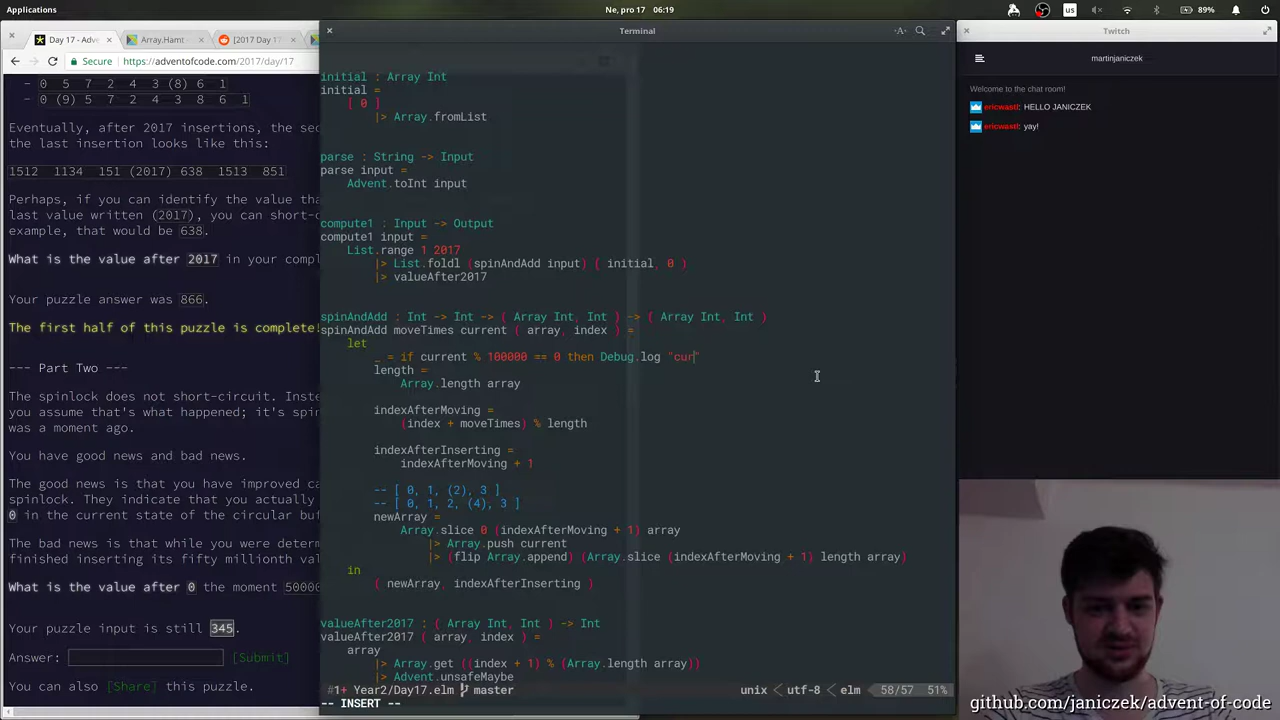 Applications
Ne, pro 17 06:19
us
89%
Day 17 - Adve
Array.Hamt
[2017 Day
Secure https://adventofcode.com/2017/day/17
- 0 5 7 2 4 3 (8) 6 1
- 0 (9) 5 7 2 4 3 8 6 1
Eventually, after 2017 insertions, the sec
the last insertion looks like this:
1512 1134 151 (2017) 638 1513 851
Perhaps, if you can identify the value tha
last value written (2017), you can short-c
example, that would be 638.
What is the value after 2017 in your compl
Your puzzle answer was 866.
The first half of this puzzle is complete!
--- Part Two ---
The spinlock does not short-circuit. Inste
you assume that's what happened; it's spin
was a moment ago.
You have good news and bad news.
The good news is that you have improved ca
spinlock. They indicate that you actually
0 in the current state of the circular buf
The bad news is that while you were determ
finished inserting its fifty millionth val
What is the value after 0 the moment 50000
Your puzzle input is still 345.
Answer: [Submit]
You can also [Share] this puzzle.
Terminal
initial : Array Int
initial =
[ 0 ]
|> Array.fromList
parse : String -> Input
parse input =
Advent.toInt input
compute1 : Input -> Output
compute1 input =
List.range 1 2017
|> List.foldl (spinAndAdd input) ( initial, 0 )
|> valueAfter2017
spinAndAdd : Int -> Int -> ( Array Int, Int ) -> ( Array Int, Int )
spinAndAdd moveTimes current ( array, index ) =
let
_ = if current % 100000 == 0 then Debug.log "cur"
length =
Array.length array
indexAfterMoving =
(index + moveTimes) % length
indexAfterInserting =
indexAfterMoving + 1
-- [ 0, 1, (2), 3 ]
-- [ 0, 1, 2, (4), 3 ]
newArray =
Array.slice 0 (indexAfterMoving + 1) array
|> Array.push current
|> (flip Array.append) (Array.slice (indexAfterMoving + 1) length array)
in
( newArray, indexAfterInserting )
valueAfter2017 : ( Array Int, Int ) -> Int
valueAfter2017 ( array, index ) =
array
|> Array.get ((index + 1) % (Array.length array))
|> Advent.unsafeMaybe
#1+ Year2/Day17.elm master
unix utf-8 elm 58/57 51%
-- INSERT --
Twitch
martinjaniczek
Welcome to the chat room!
ericwastl: HELLO JANICZEK
ericwastl: yay!
github.com/janiczek/advent-of-code